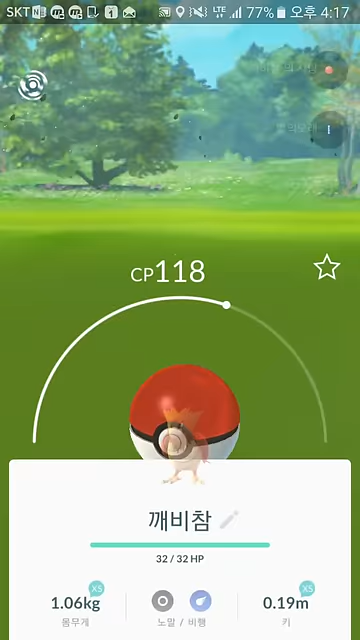 SKT LTE 77% 오후 4:17
CP118
깨비참
32 / 32 HP
XS XS
1.06kg 0.19m
몸무게 노말 / 비행 키